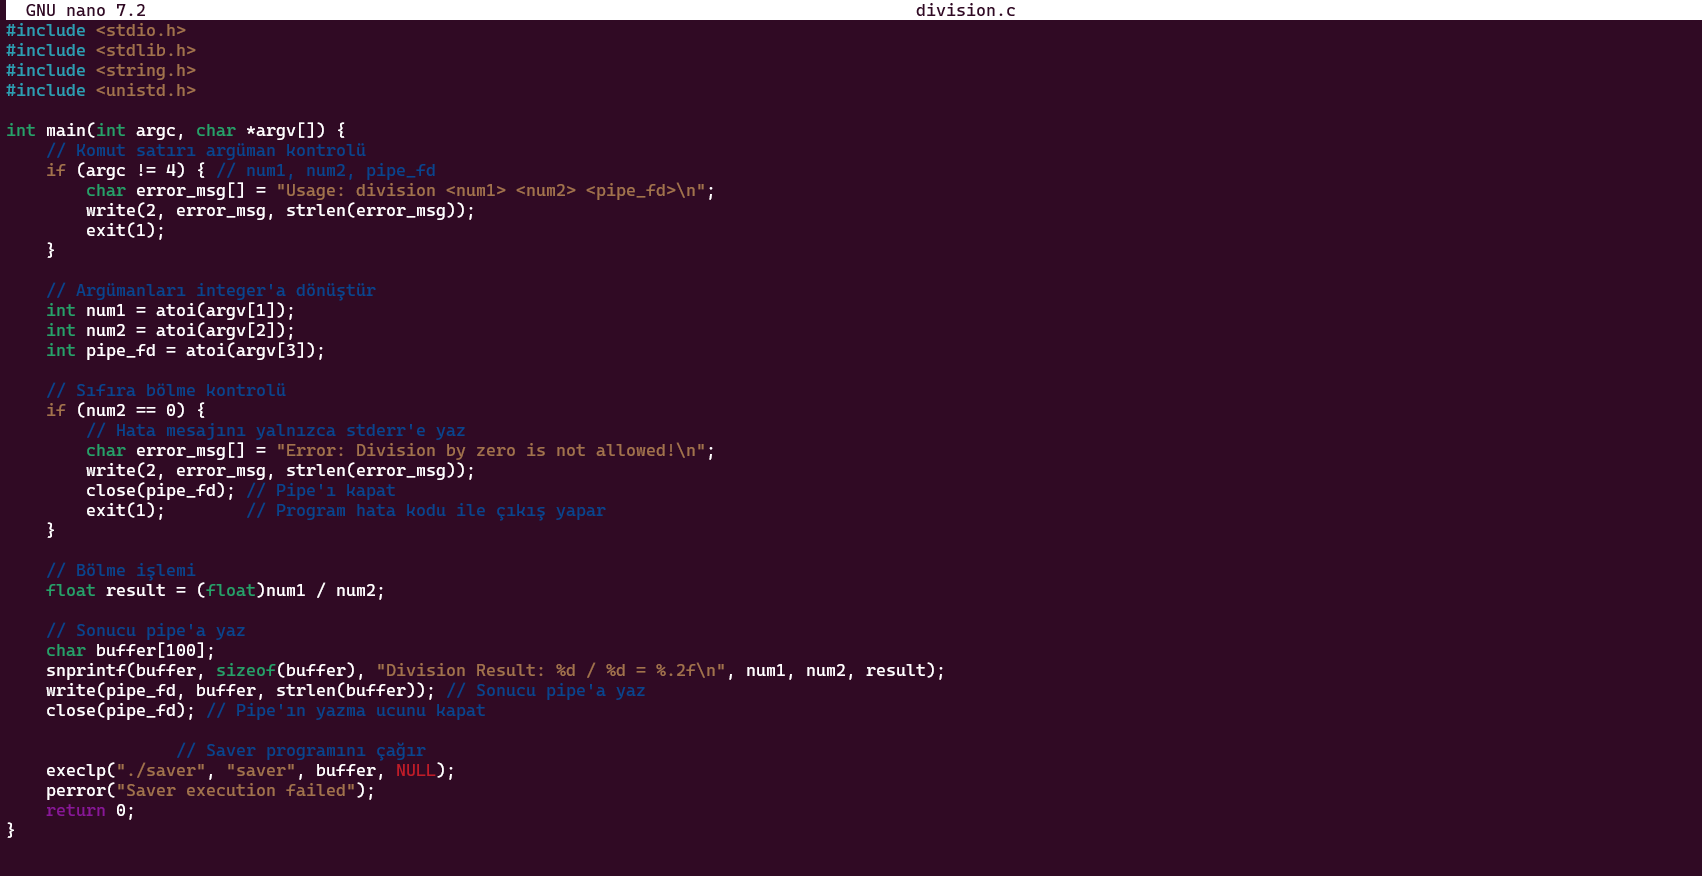 GNU nano 7.2 division.c
#include <stdio.h>
#include <stdlib.h>
#include <string.h>
#include <unistd.h>
int main(int argc, char *argv[]) {
    // Komut satırı argüman kontrolü
    if (argc != 4) { // num1, num2, pipe_fd
        char error_msg[] = "Usage: division <num1> <num2> <pipe_fd>\n";
        write(2, error_msg, strlen(error_msg));
        exit(1);
    }
    // Argümanları integer'a dönüştür
    int num1 = atoi(argv[1]);
    int num2 = atoi(argv[2]);
    int pipe_fd = atoi(argv[3]);
    // Sıfıra bölme kontrolü
    if (num2 == 0) {
        // Hata mesajını yalnızca stderr'e yaz
        char error_msg[] = "Error: Division by zero is not allowed!\n";
        write(2, error_msg, strlen(error_msg));
        close(pipe_fd); // Pipe'ı kapat
        exit(1);        // Program hata kodu ile çıkış yapar
    }
    // Bölme işlemi
    float result = (float)num1 / num2;
    // Sonucu pipe'a yaz
    char buffer[100];
    snprintf(buffer, sizeof(buffer), "Division Result: %d / %d = %.2f\n", num1, num2, result);
    write(pipe_fd, buffer, strlen(buffer)); // Sonucu pipe'a yaz
    close(pipe_fd); // Pipe'ın yazma ucunu kapat
                 // Saver programını çağır
    execlp("./saver", "saver", buffer, NULL);
    perror("Saver execution failed");
    return 0;
}